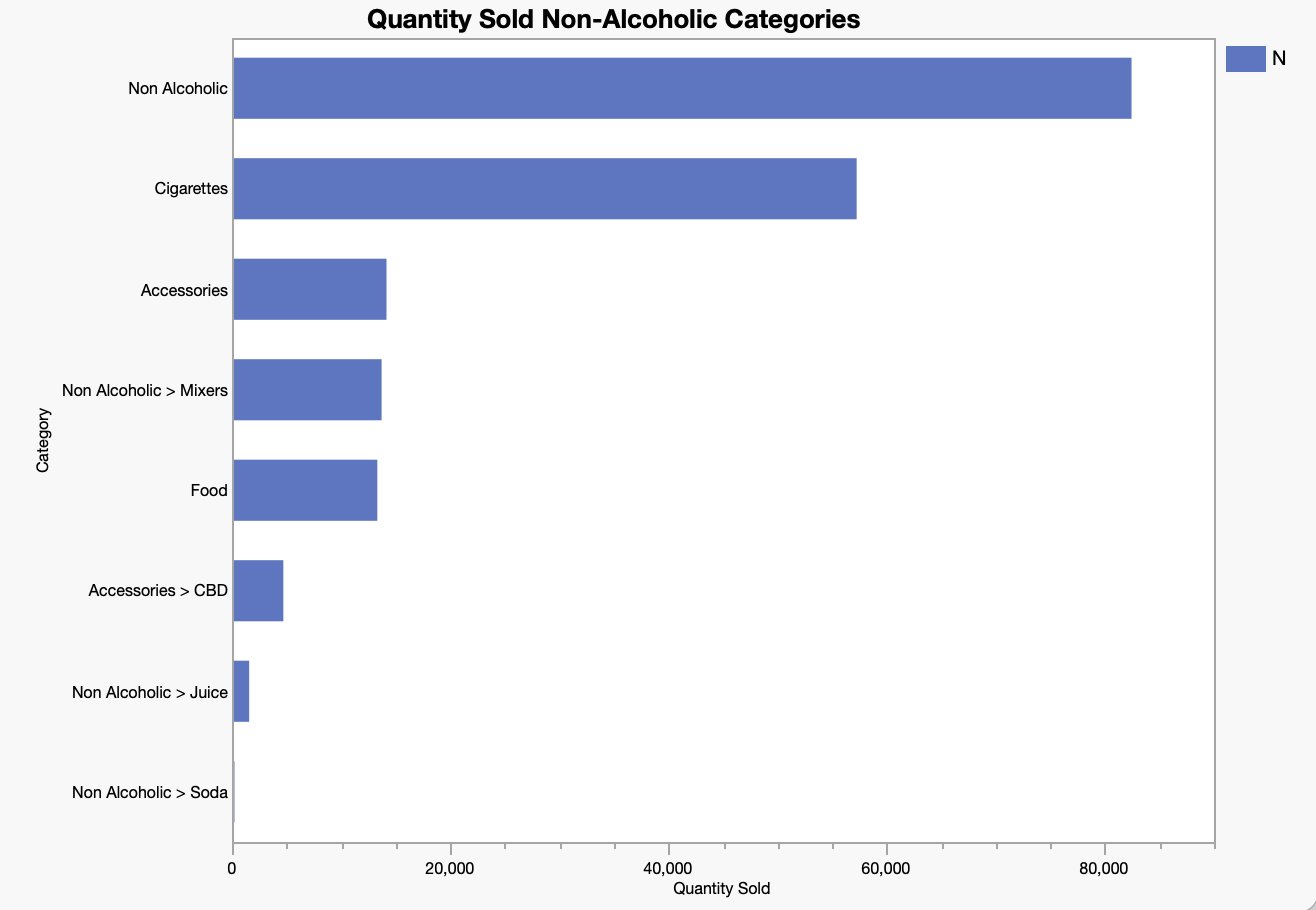 Quantity Sold Non-Alcoholic Categories
N
Non Alcoholic
Cigarettes
Accessories
Non Alcoholic > Mixers
Food
Accessories > CBD
Non Alcoholic > Juice
Non Alcoholic > Soda
Category
0 20,000 40,000 60,000 80,000
Quantity Sold